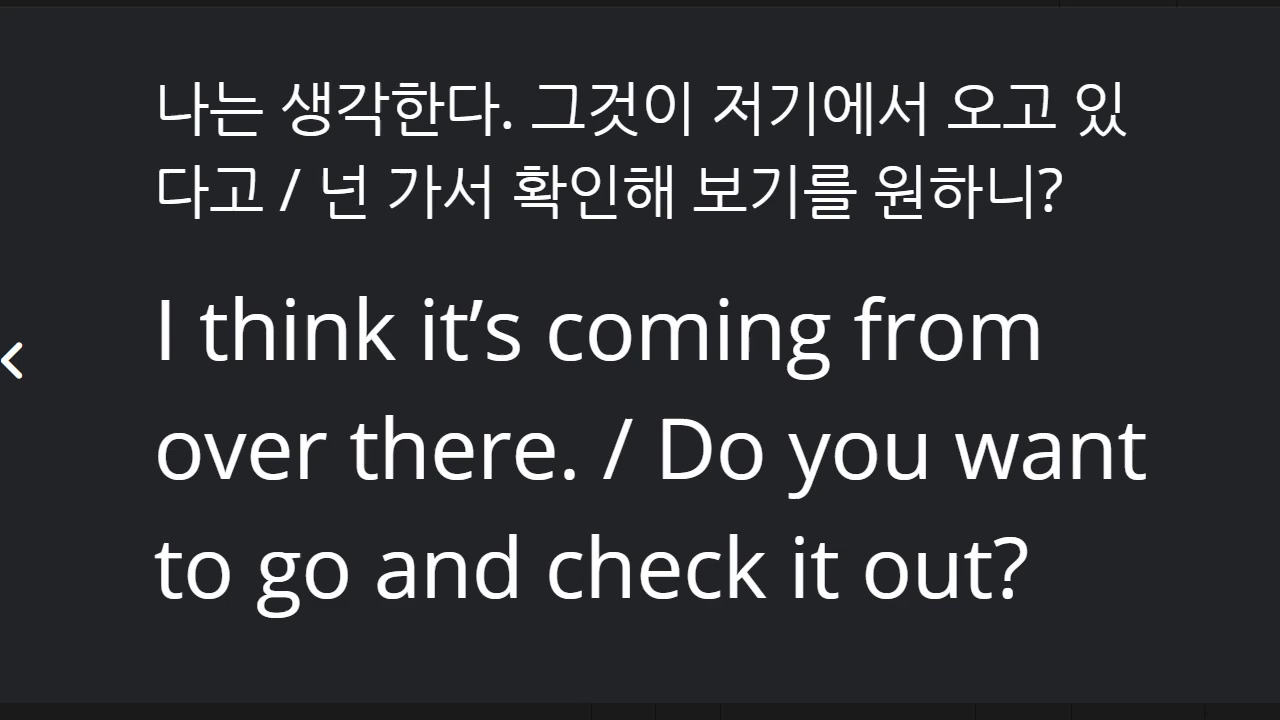 나는 생각한다. 그것이 저기에서 오고 있
다고 / 넌 가서 확인해 보기를 원하니?
I think it’s coming from
over there. / Do you want
to go and check it out?